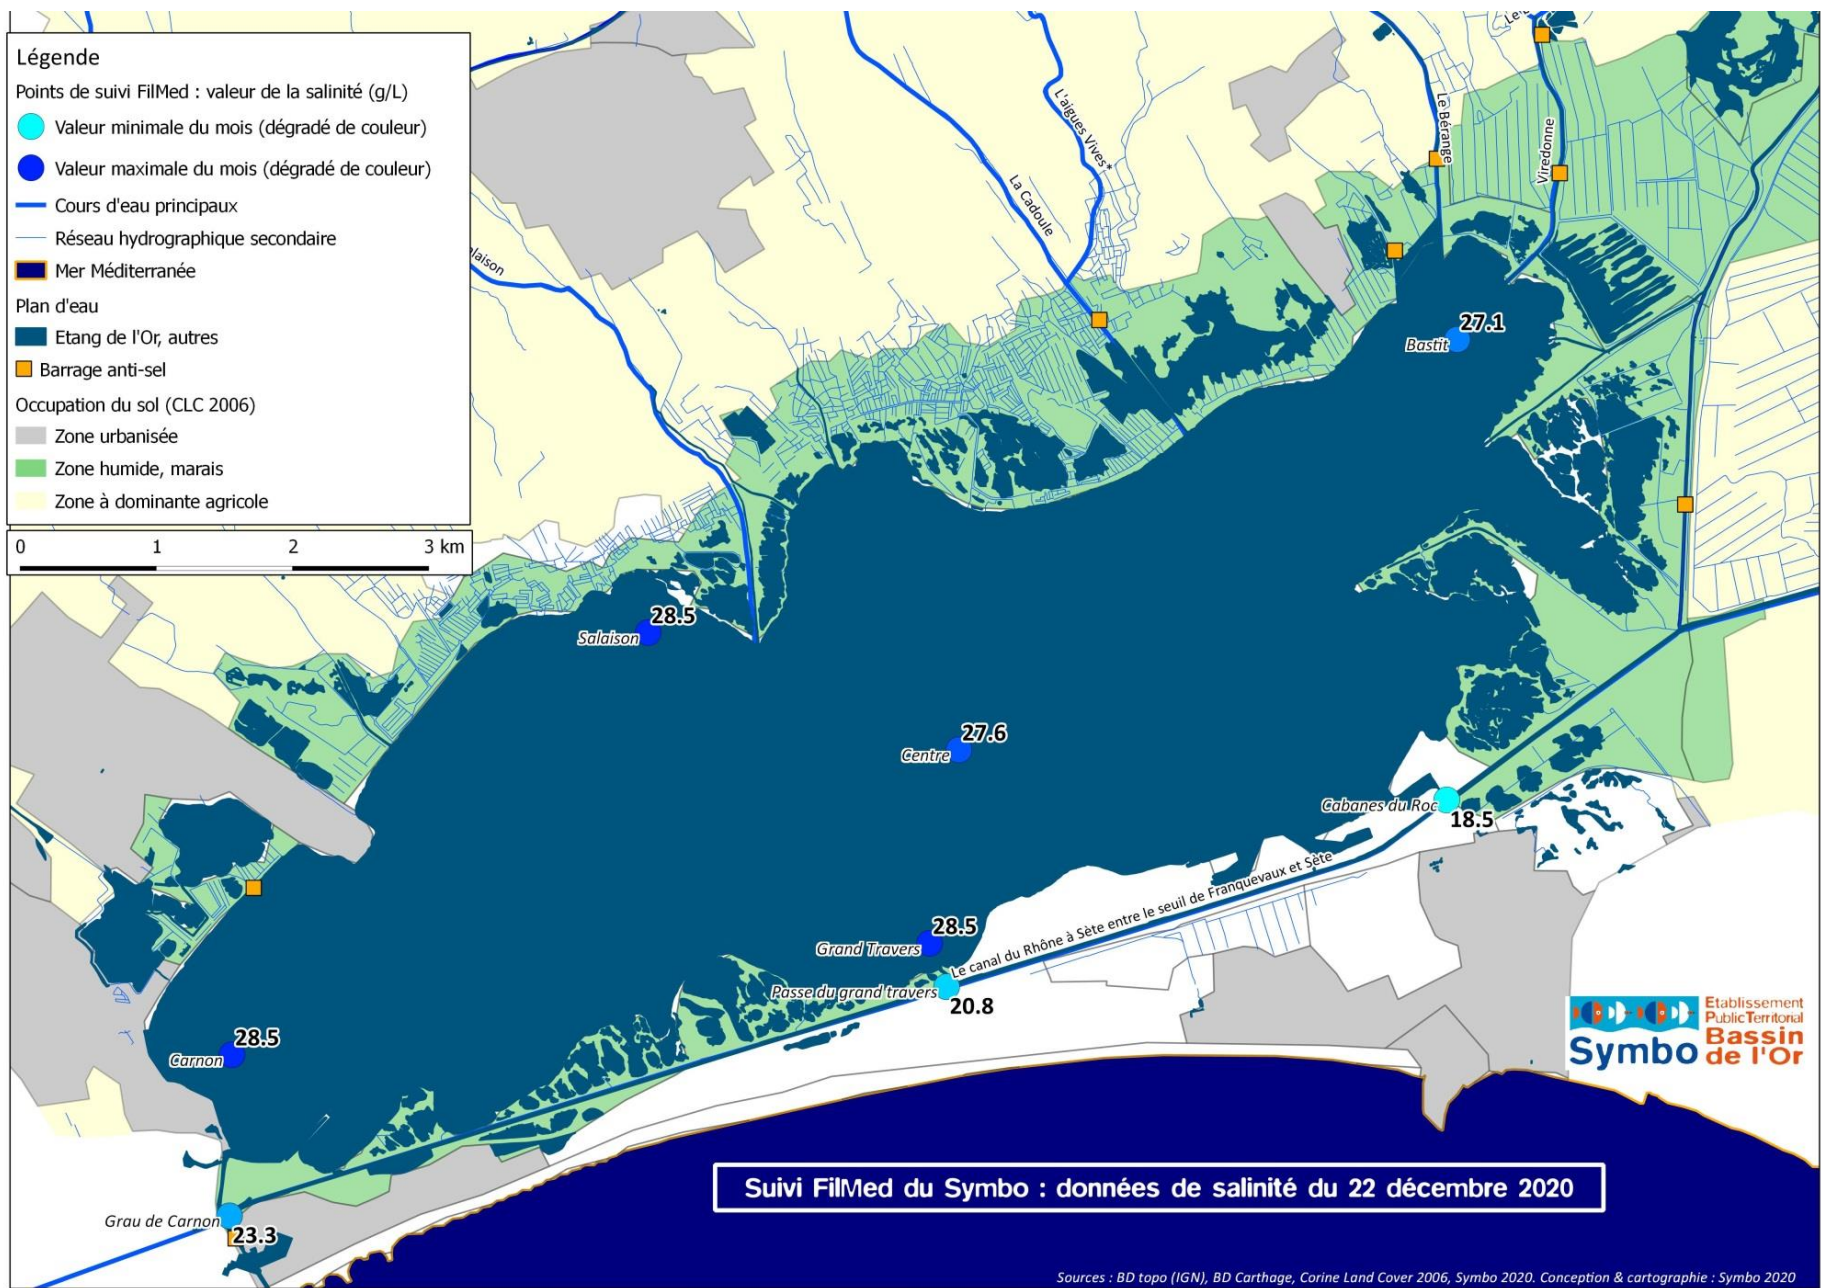 Légende
Points de suivi FilMed : valeur de la salinité (g/L)
Valeur minimale du mois (dégradé de couleur)
Valeur maximale du mois (dégradé de couleur)
Cours d'eau principaux
Réseau hydrographique secondaire
Mer Méditerranée
Plan d'eau
Etang de l'Or, autres
Barrage anti-sel
Occupation du sol (CLC 2006)
Zone urbanisée
Zone humide, marais
Zone à dominante agricole
0 1 2 3 km
L'aigues Vives*
La Cadoule
Le Bérange
Viredonne
alaison
27.1
Bastit
28.5
Salaison
27.6
Centre
Cabanes du Roc
18.5
Le canal du Rhône à Sète entre le seuil de Franquevaux et Sète
28.5
Grand Travers
Passe du grand travers
20.8
28.5
Carnon
Grau de Carnon
23.3
Symbo
Etablissement
Public Territorial
Bassin
de l'Or
Suivi FilMed du Symbo : données de salinité du 22 décembre 2020
Sources : BD topo (IGN), BD Carthage, Corine Land Cover 2006, Symbo 2020. Conception & cartographie : Symbo 2020